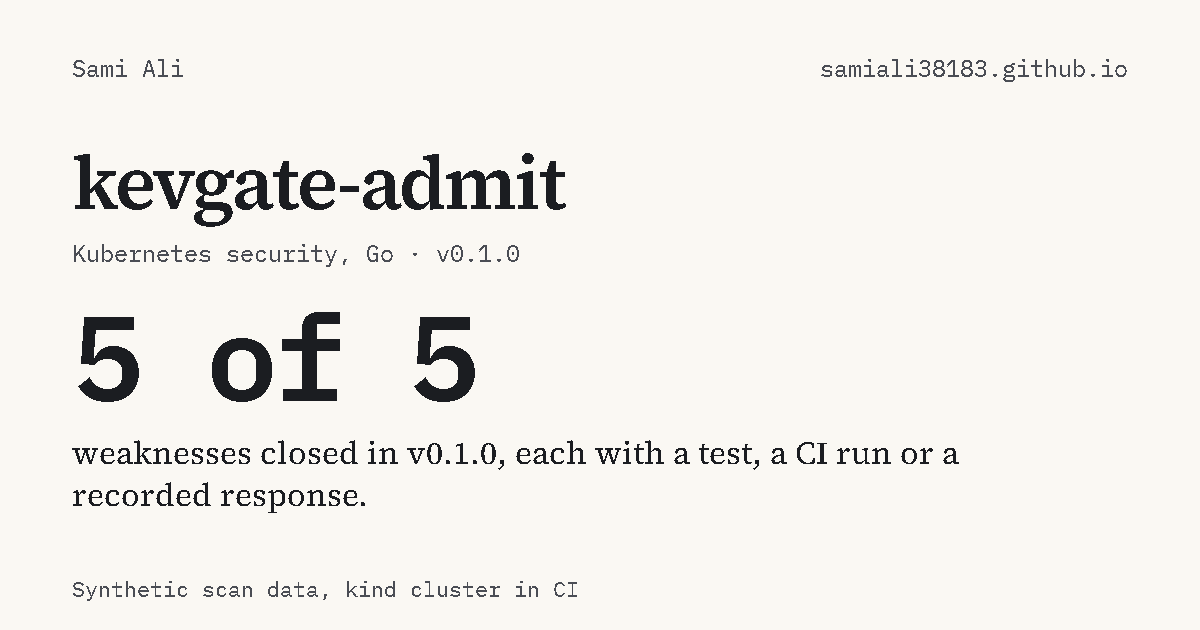 Sami Ali
samiali38183.github.io
kevgate-admit
Kubernetes security, Go · v0.1.0
5 of 5
weaknesses closed in v0.1.0, each with a test, a CI run or a
recorded response.
Synthetic scan data, kind cluster in CI